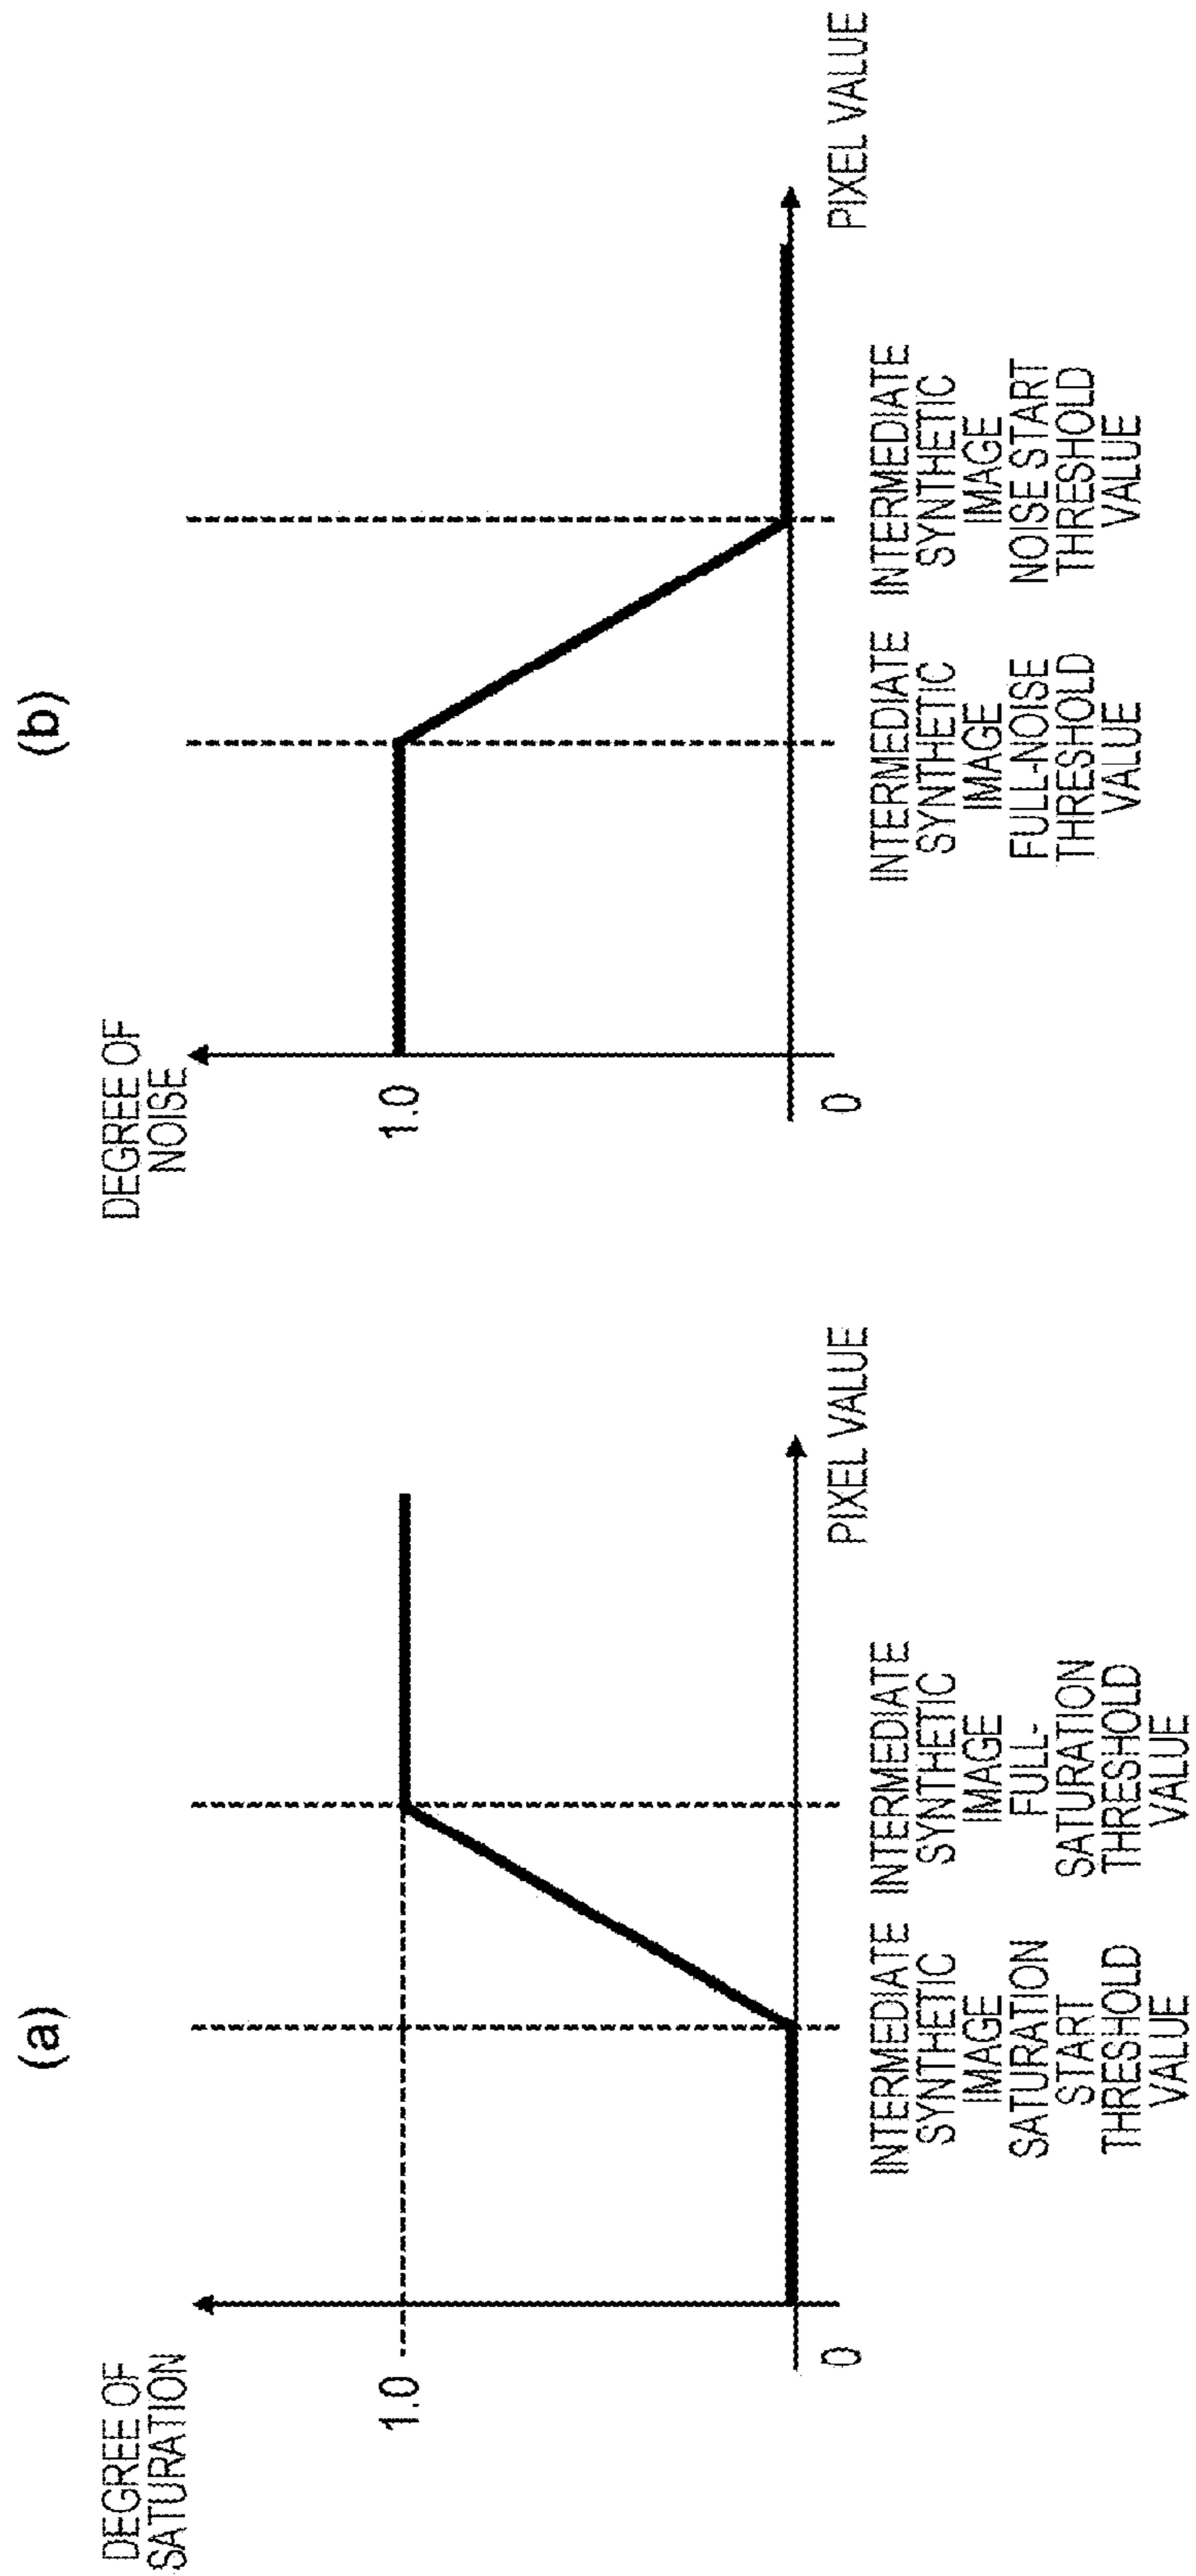 (a)
DEGREE OF
SATURATION
1.0
0
PIXEL VALUE
INTERMEDIATE
SYNTHETIC
IMAGE
SATURATION
START
THRESHOLD
VALUE
INTERMEDIATE
SYNTHETIC
IMAGE
FULL-
SATURATION
THRESHOLD
VALUE
(b)
DEGREE OF
NOISE
1.0
0
PIXEL VALUE
INTERMEDIATE
SYNTHETIC
IMAGE
FULL-NOISE
THRESHOLD
VALUE
INTERMEDIATE
SYNTHETIC
IMAGE
NOISE START
THRESHOLD
VALUE